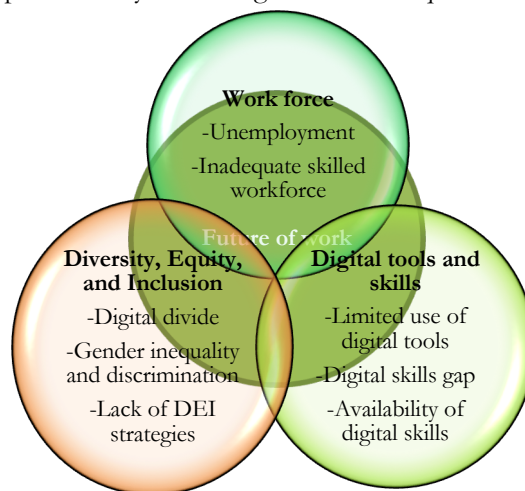 Work force
-Unemployment
-Inadequate skilled
workforce
Future of work
Diversity, Equity,
and Inclusion
-Digital divide
-Gender inequality
and discrimination
-Lack of DEI
strategies
Digital tools and
skills
-Limited use of
digital tools
-Digital skills gap
-Availability of
digital skills